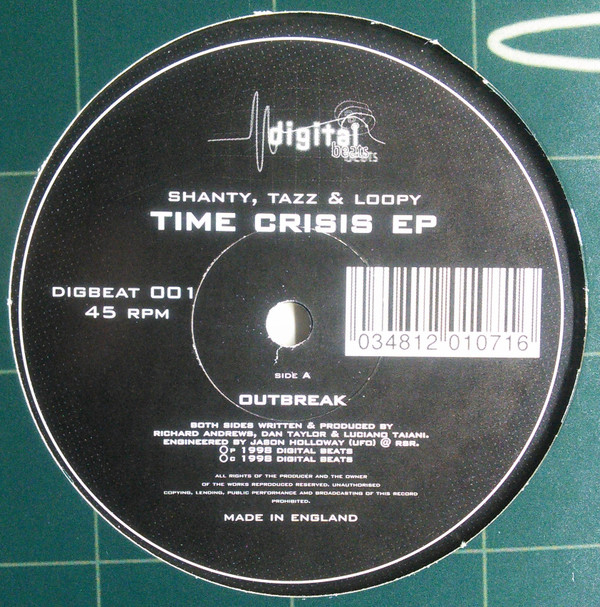 digital
beats
SHANTY, TAZZ & LOOPY
TIME CRISIS EP
DIGBEAT 001
45 RPM
034812 010716
SIDE A
OUTBREAK
BOTH SIDES WRITTEN & PRODUCED BY
RICHARD ANDREWS, DAN TAYLOR & LUCIANO TAIANI.
ENGINEERED BY JASON HOLLOWAY (UFO) @ RSR.
P 1998 DIGITAL BEATS
C 1998 DIGITAL BEATS
ALL RIGHTS OF THE PRODUCER AND THE OWNER
OF THE WORKS REPRODUCED RESERVED. UNAUTHORISED
COPYING, LENDING, PUBLIC PERFORMANCE AND BROADCASTING OF THIS RECORD
PROHIBITED.
MADE IN ENGLAND